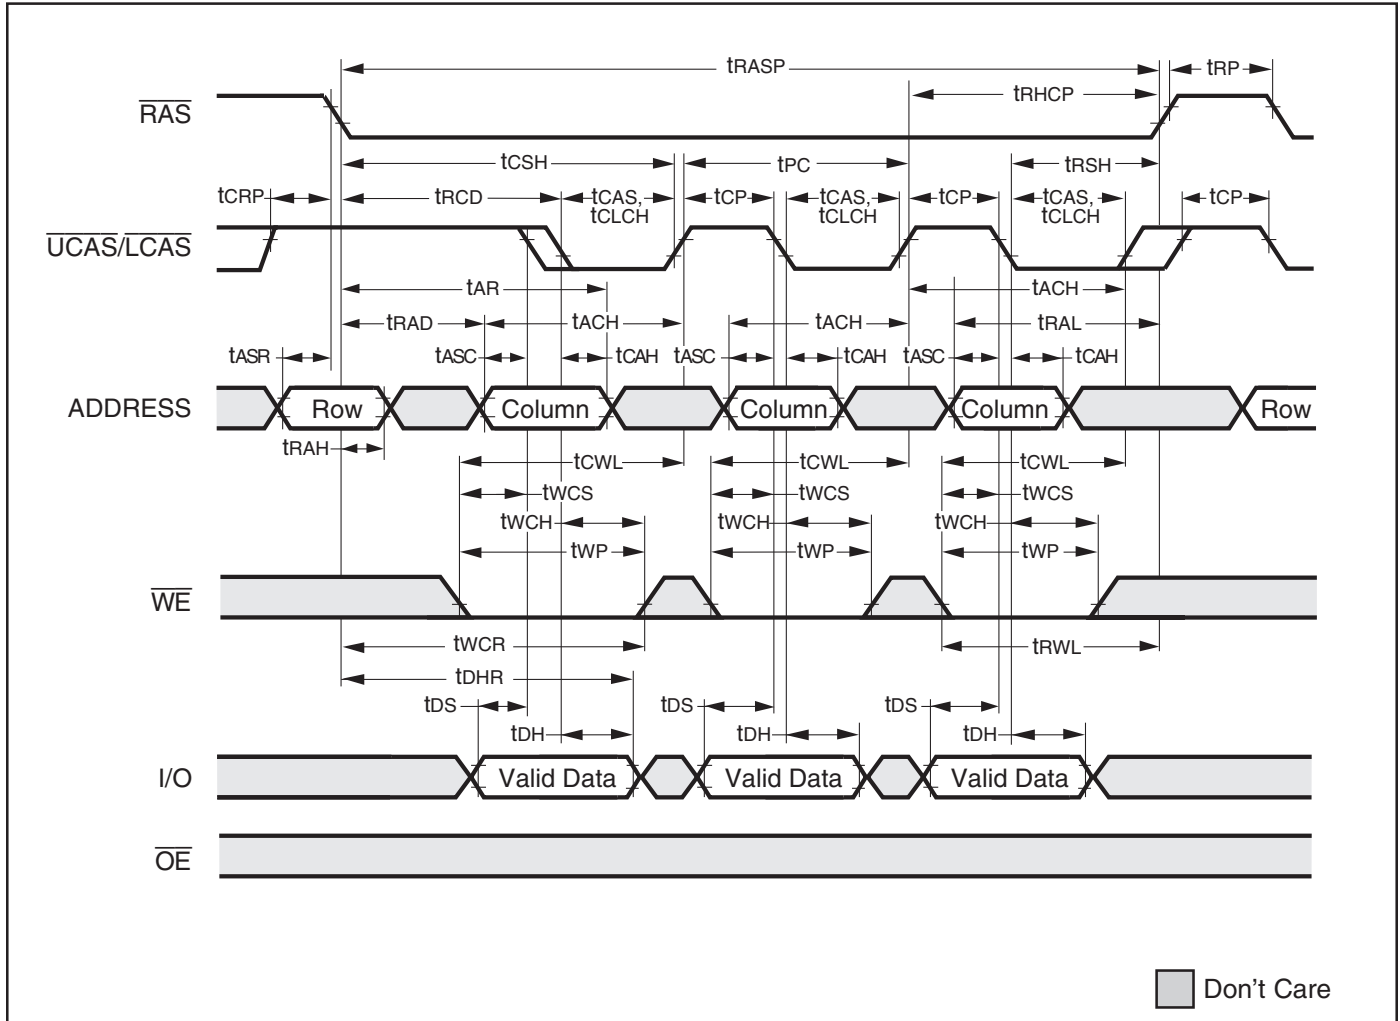 tRASP tRP
RAS tRHCP
tCSH tPC tRSH
tCRP tRCD tCAS, tCLCH tCP tCAS, tCLCH tCP tCAS, tCLCH tCP
UCAS/LCAS
tAR tACH
tRAD tACH tACH tRAL
tASR tASC tCAH tASC tCAH tASC tCAH
ADDRESS Row Column Column Column Row
tRAH
tCWL tCWL tCWL
tWCS tWCS tWCS
tWCH tWCH tWCH
tWP tWP tWP
WE
tWCR tRWL
tDHR
tDS tDS tDS
tDH tDH tDH
I/O Valid Data Valid Data Valid Data
OE
Don't Care